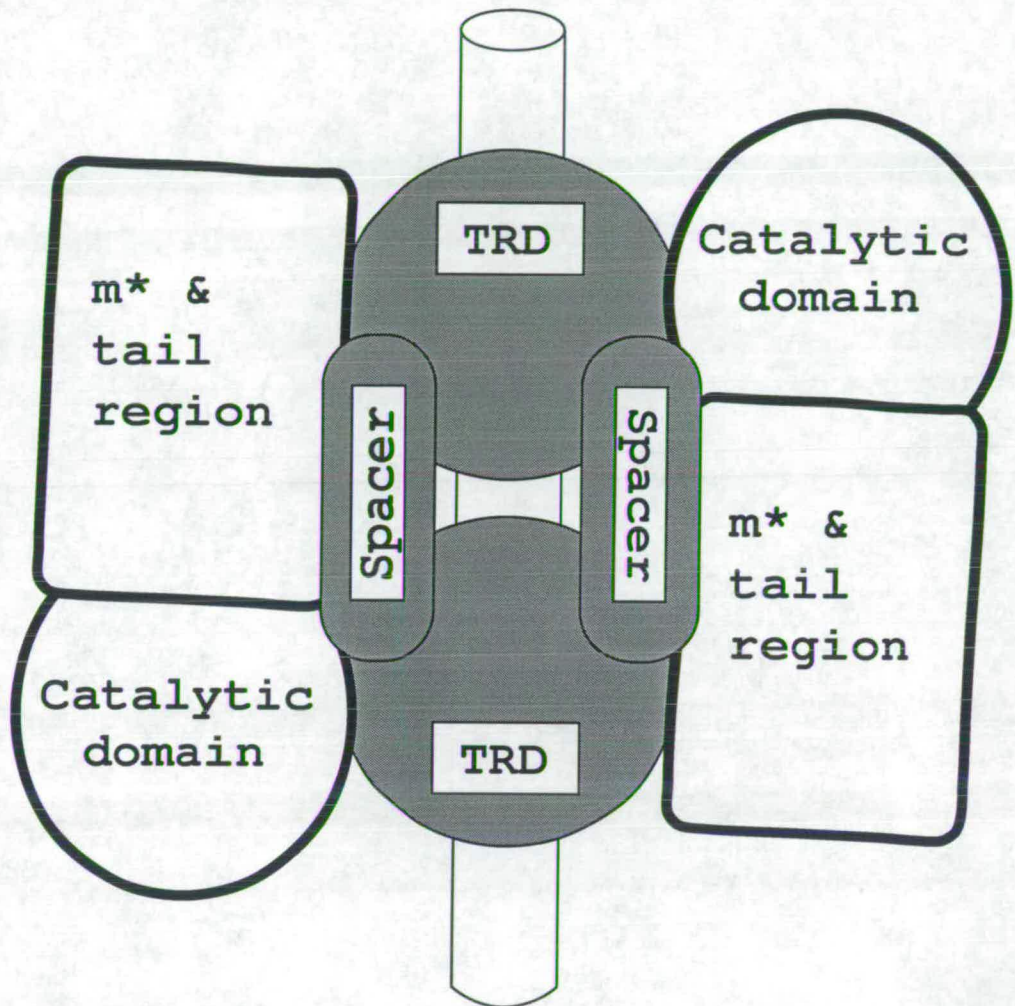 TRD
Catalytic
domain
m* &
tail
region
Spacer
Spacer
m* &
tail
region
Catalytic
domain
TRD